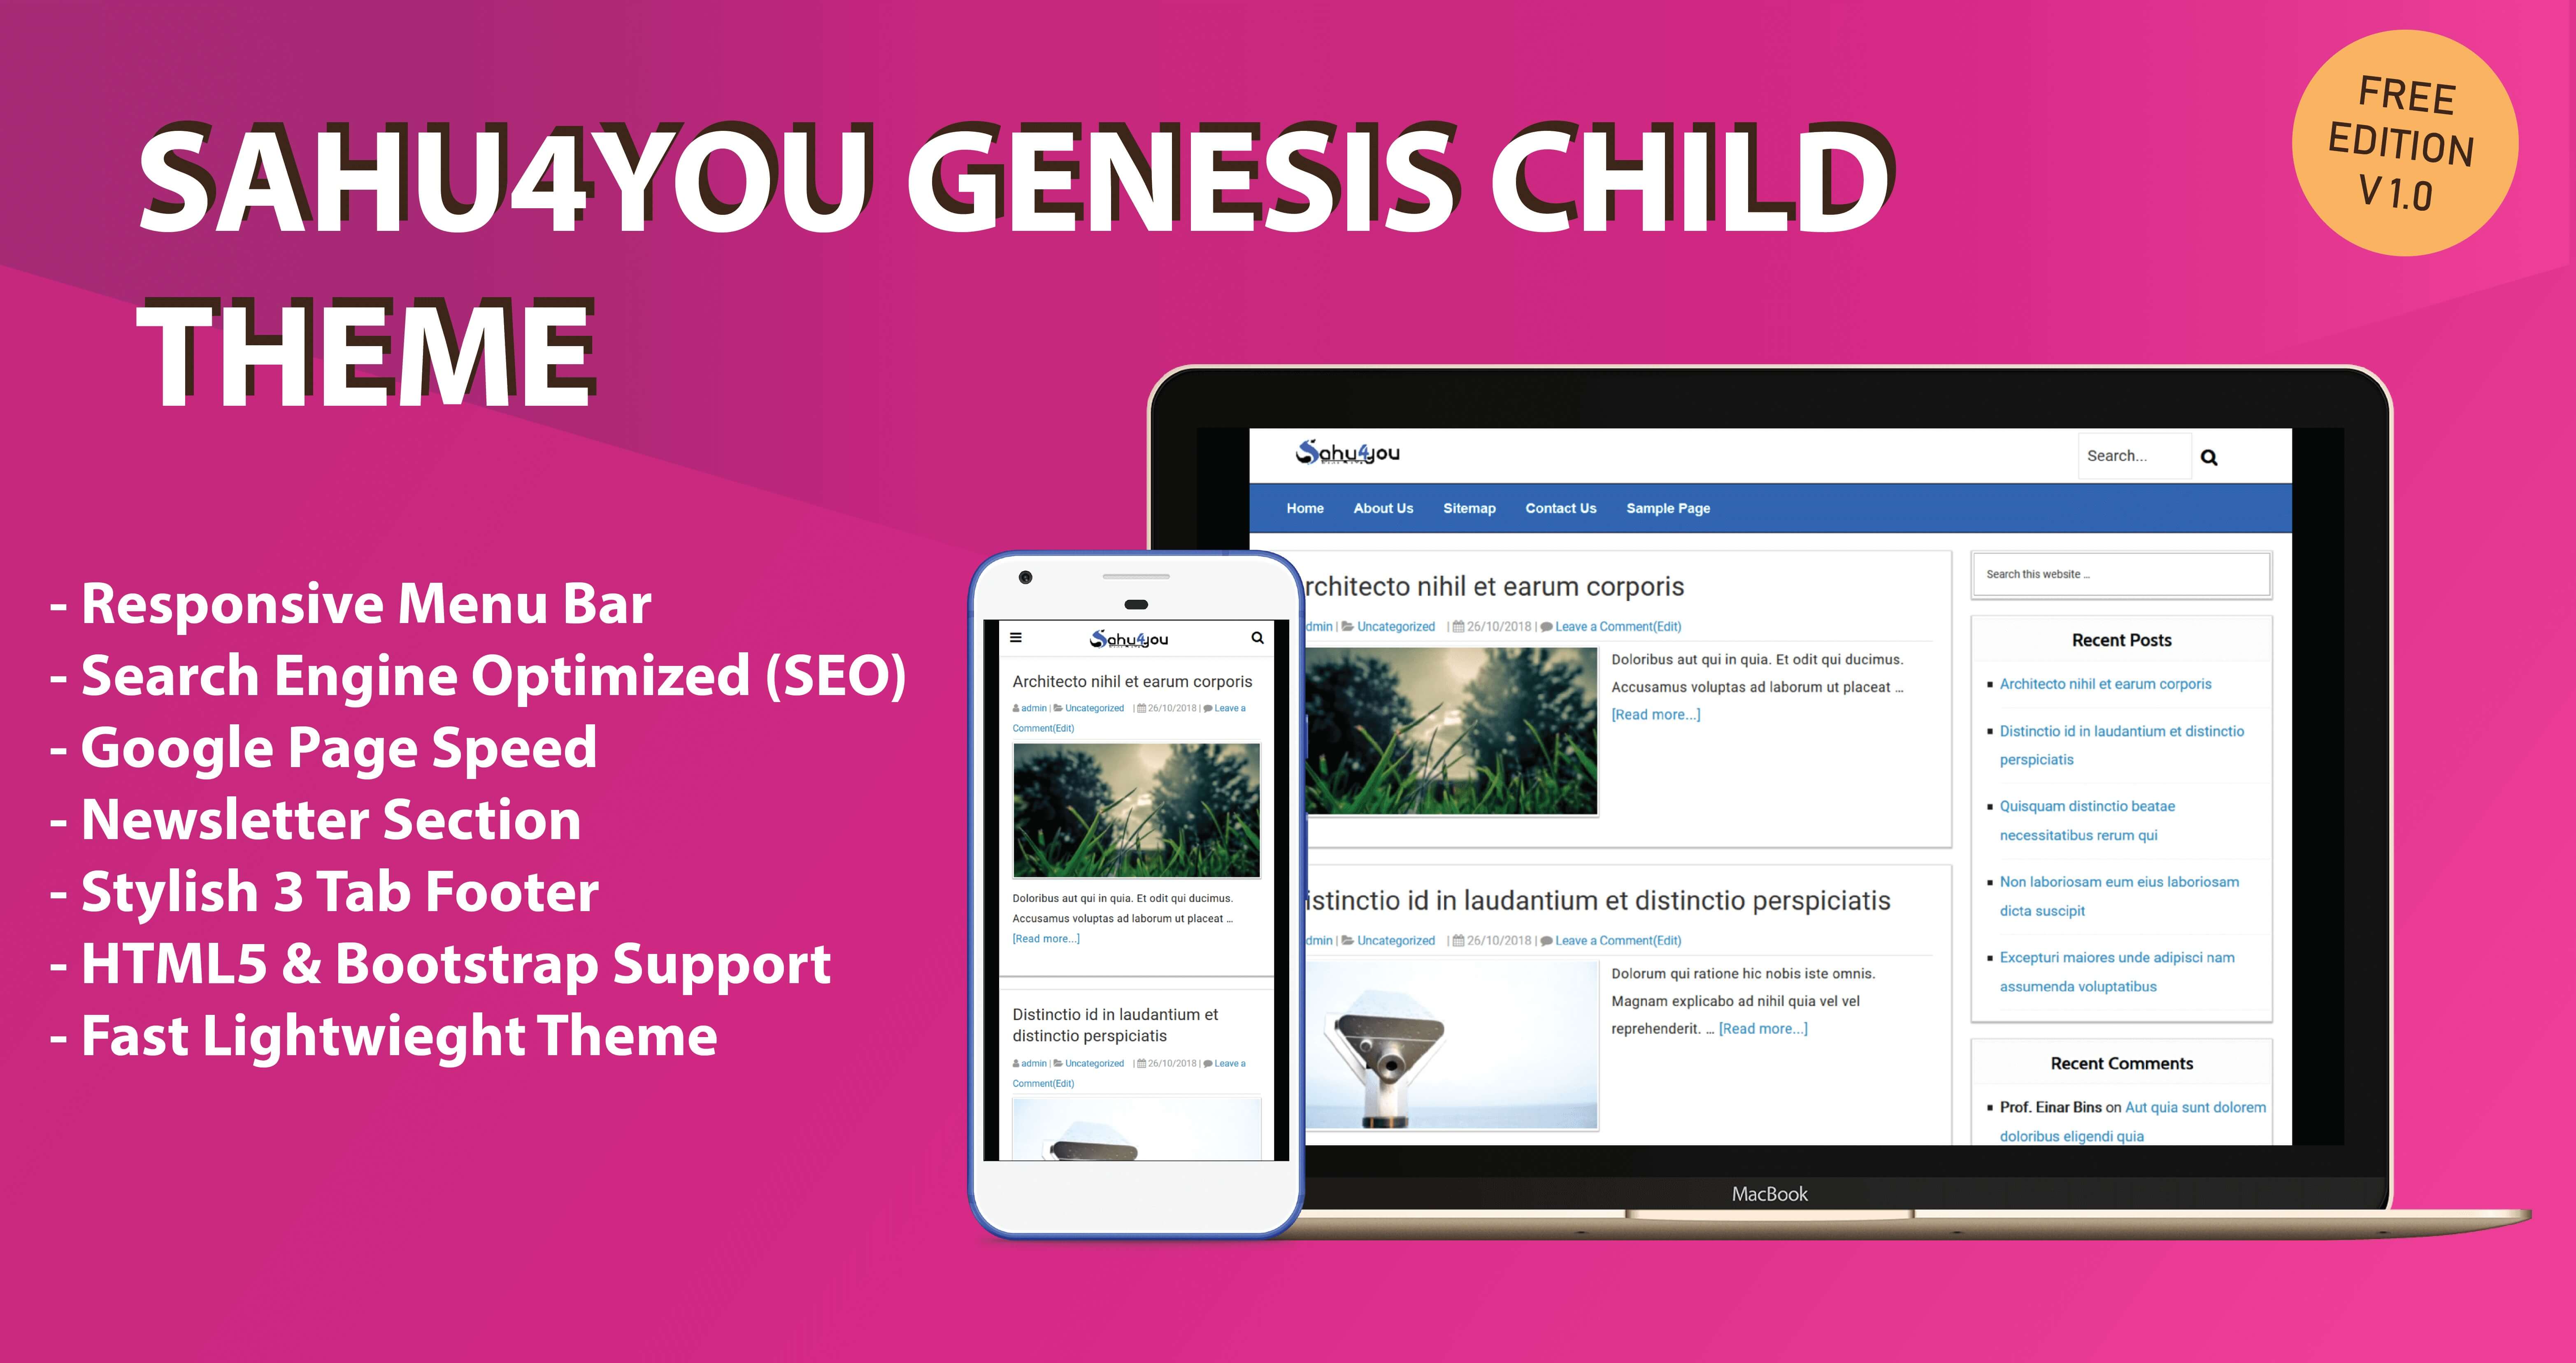 SAHU4YOU GENESIS CHILD
THEME
FREE
EDITION
V 1.0
- Responsive Menu Bar
- Search Engine Optimized (SEO)
- Google Page Speed
- Newsletter Section
- Stylish 3 Tab Footer
- HTML5 & Bootstrap Support
- Fast Lightwieght Theme
Sahu4you
Architecto nihil et earum corporis
admin | Uncategorized | 26/10/2018 | Leave a
Comment(Edit)
Doloribus aut qui in quia. Et odit qui ducimus.
Accusamus voluptas ad laborum ut placeat ...
[Read more...]
Distinctio id in laudantium et
distinctio perspiciatis
admin | Uncategorized | 26/10/2018 | Leave a
Comment(Edit)
Sahu4you
Search...
Home About Us Sitemap Contact Us Sample Page
rchitecto nihil et earum corporis
dmin | Uncategorized | 26/10/2018 | Leave a Comment(Edit)
Doloribus aut qui in quia. Et odit qui ducimus.
Accusamus voluptas ad laborum ut placeat ...
[Read more...]
istinctio id in laudantium et distinctio perspiciatis
dmin | Uncategorized | 26/10/2018 | Leave a Comment(Edit)
Dolorum qui ratione hic nobis iste omnis.
Magnam explicabo ad nihil quia vel vel
reprehenderit. ... [Read more...]
Search this website ...
Recent Posts
Architecto nihil et earum corporis
Distinctio id in laudantium et distinctio
perspiciatis
Quisquam distinctio beatae
necessitatibus rerum qui
Non laboriosam eum eius laboriosam
dicta suscipit
Excepturi maiores unde adipisci nam
assumenda voluptatibus
Recent Comments
Prof. Einar Bins on Aut quia sunt dolorem
doloribus eligendi quia
MacBook